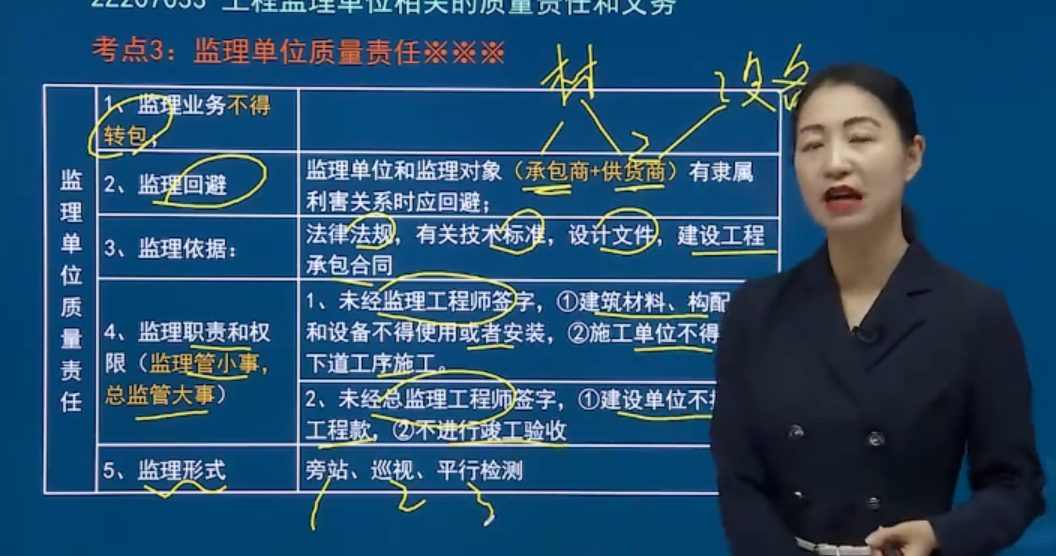 2Z207033 工程监理单位相关的质量责任和义务
考点3：监理单位质量责任※※※
材 设备
监理单位质量责任
1、监理业务不得
转包；
2、监理回避
监理单位和监理对象（承包商+供货商）有隶属
利害关系时应回避；
3、监理依据：
法律法规，有关技术标准，设计文件，建设工程
承包合同
4、监理职责和权
限（监理管小事，
总监管大事）
1、未经监理工程师签字，①建筑材料、构配
和设备不得使用或者安装，②施工单位不得
下道工序施工。
2、未经总监理工程师签字，①建设单位不
工程款，②不进行竣工验收
5、监理形式
旁站、巡视、平行检测
1 2 3